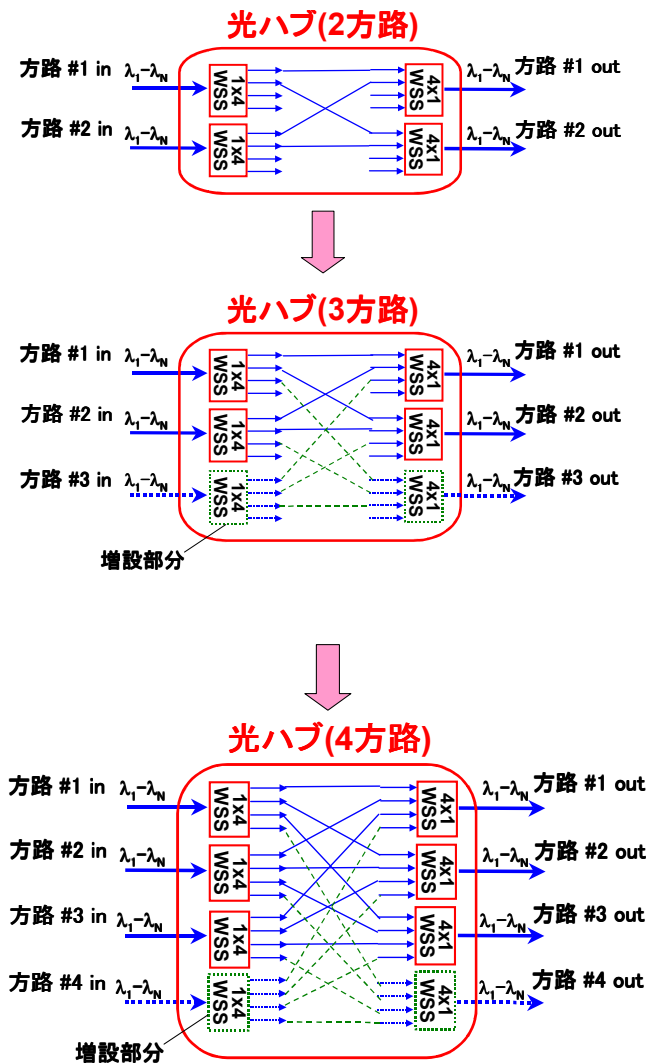 光ハブ(2方路)
方路 #1 in λ1-λN 1x4 WSS 4x1 WSS λ1-λN 方路 #1 out
方路 #2 in λ1-λN 1x4 WSS 4x1 WSS λ1-λN 方路 #2 out
光ハブ(3方路)
方路 #1 in λ1-λN 1x4 WSS 4x1 WSS λ1-λN 方路 #1 out
方路 #2 in λ1-λN 1x4 WSS 4x1 WSS λ1-λN 方路 #2 out
方路 #3 in λ1-λN 1x4 WSS 4x1 WSS λ1-λN 方路 #3 out
増設部分
光ハブ(4方路)
方路 #1 in λ1-λN 1x4 WSS 4x1 WSS λ1-λN 方路 #1 out
方路 #2 in λ1-λN 1x4 WSS 4x1 WSS λ1-λN 方路 #2 out
方路 #3 in λ1-λN 1x4 WSS 4x1 WSS λ1-λN 方路 #3 out
方路 #4 in λ1-λN 1x4 WSS 4x1 WSS λ1-λN 方路 #4 out
増設部分